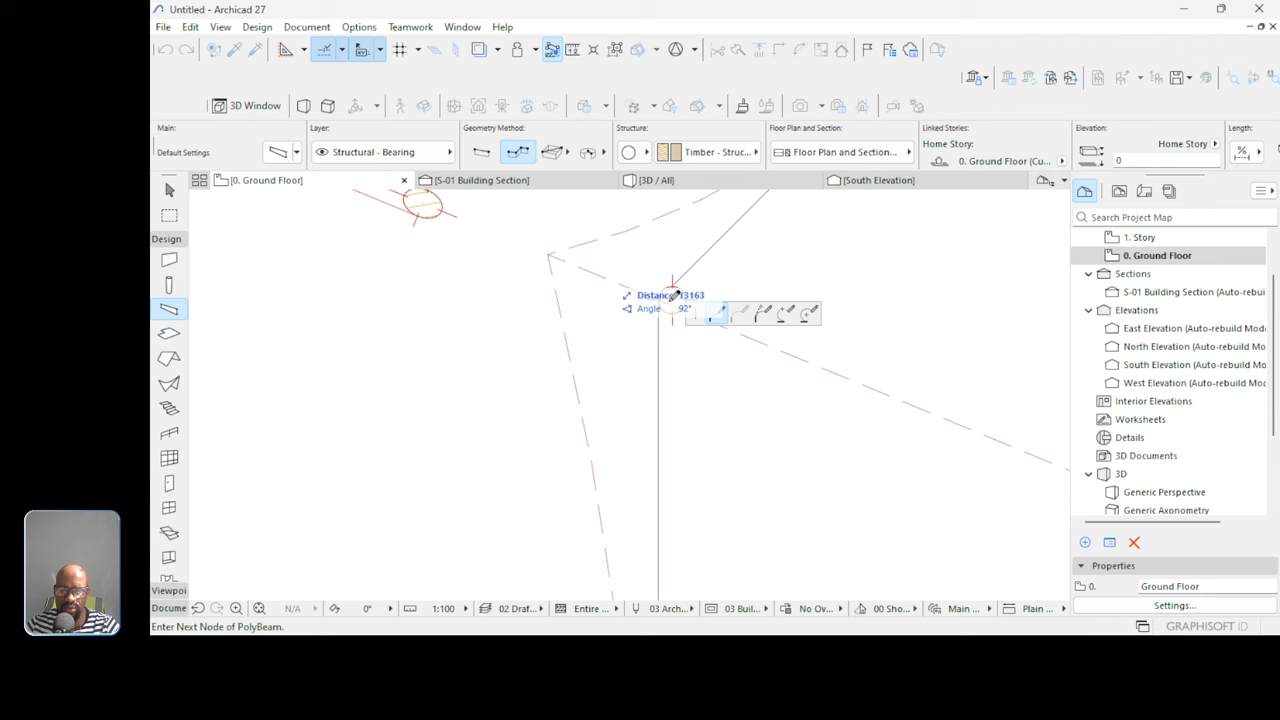 Untitled - Archicad 27
File Edit View Design Document Options Teamwork Window Help
3D Window
Main: Layer: Geometry Method: Structure: Floor Plan and Section: Linked Stories: Elevation: Length:
Default Settings Structural - Bearing Timber - Struc... Floor Plan and Section... Home Story: Home Story
0. Ground Floor (Cu... 0
[0. Ground Floor] [S-01 Building Section] [3D / All] [South Elevation]
Search Project Map
Design
1. Story
0. Ground Floor
Sections
S-01 Building Section (Auto-rebui
Elevations
East Elevation (Auto-rebuild Mo
North Elevation (Auto-rebuild M
South Elevation (Auto-rebuild M
West Elevation (Auto-rebuild Mo
Interior Elevations
Worksheets
Details
3D Documents
3D
Generic Perspective
Generic Axonometry
Distance 13163
Angle 92°
Properties
0. Ground Floor
Settings...
Viewpoi
Docume N/A 0° 1:100 02 Draf... Entire ... 03 Arch... 03 Buil... No Ov... 00 Sho... Main ... Plain ...
Enter Next Node of PolyBeam.
GRAPHISOFT ID